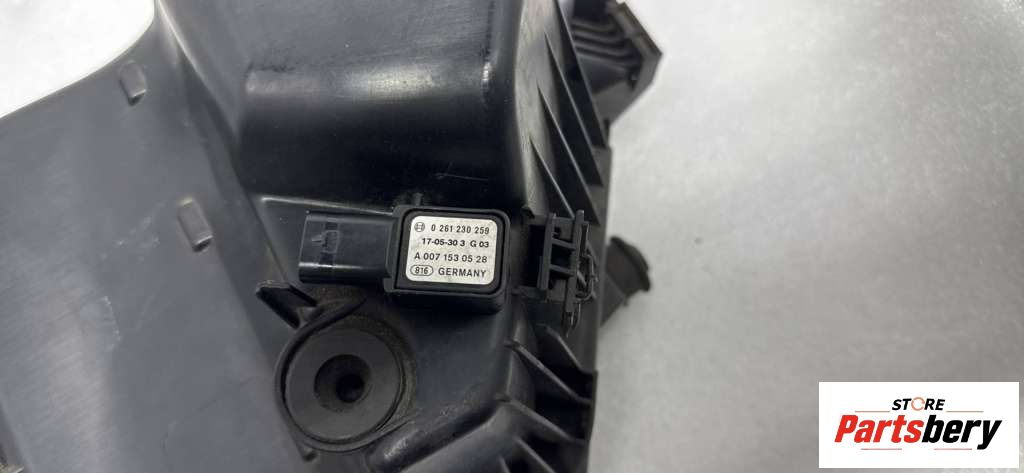 0 261 230 259
17-05-30 3 G 03
A 007 153 05 28
816 GERMANY
STORE
Partsbery